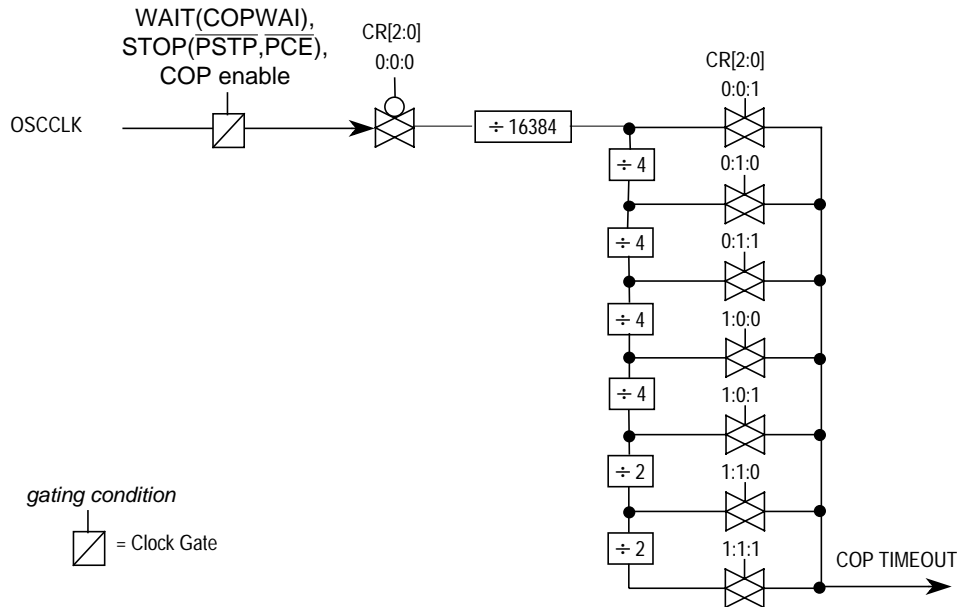 WAIT(COPWAI),
STOP(PSTP,PCE),
COP enable
CR[2:0]
0:0:0
CR[2:0]
0:0:1
OSCCLK
÷ 16384
÷ 4
0:1:0
÷ 4
0:1:1
÷ 4
1:0:0
÷ 4
1:0:1
÷ 2
1:1:0
÷ 2
1:1:1
gating condition
= Clock Gate
COP TIMEOUT